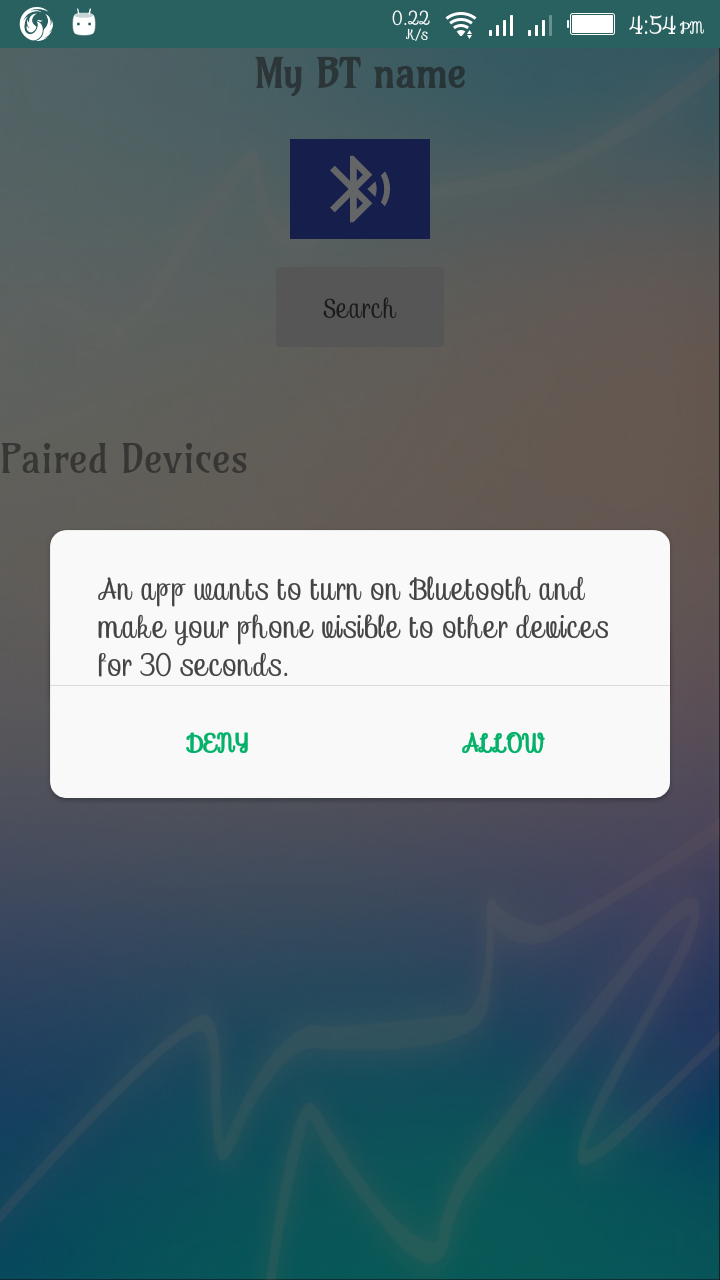 0.22
K/s
4:54 pm
My BT name
Search
Paired Devices
An app wants to turn on Bluetooth and
make your phone visible to other devices
for 30 seconds.
DENY
ALLOW